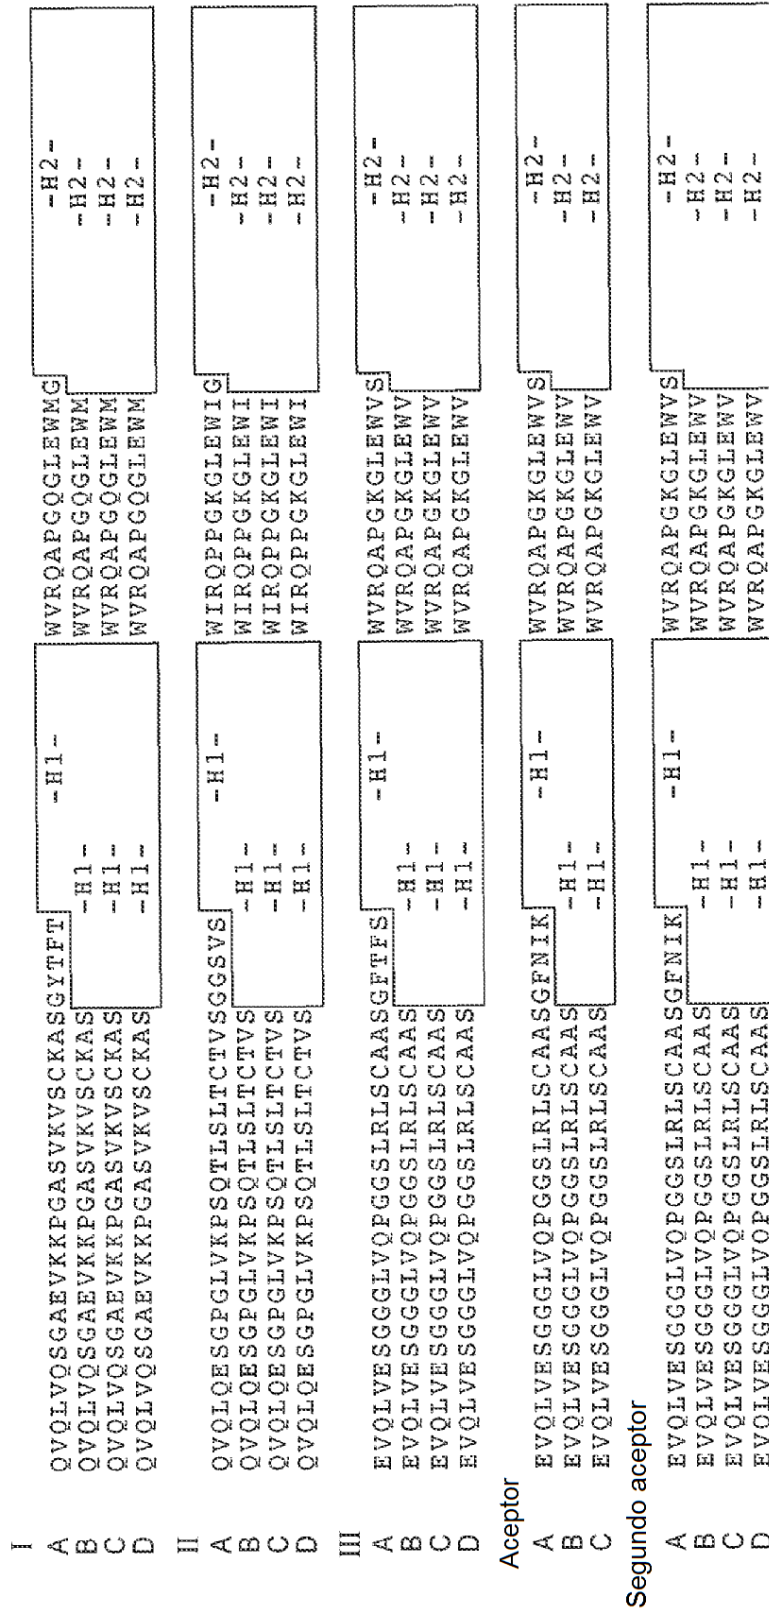 I
A QVQLVQSGAEVKKPGASVKVSCKASGYTFT -H1- WVRQAPGQGLEWMG -H2-
B QVQLVQSGAEVKKPGASVKVSCKAS -H1- WVRQAPGQGLEWM -H2-
C QVQLVQSGAEVKKPGASVKVSCKAS -H1- WVRQAPGQGLEWM -H2-
D QVQLVQSGAEVKKPGASVKVSCKAS -H1- WVRQAPGQGLEWM -H2-
II
A QVQLQESGPGLVKPSQTLSLTCTVSGGSVS -H1- WIRQPPGKGLEWIG -H2-
B QVQLQESGPGLVKPSQTLSLTCTVS -H1- WIRQPPGKGLEWI -H2-
C QVQLQESGPGLVKPSQTLSLTCTVS -H1- WIRQPPGKGLEWI -H2-
D QVQLQESGPGLVKPSQTLSLTCTVS -H1- WIRQPPGKGLEWI -H2-
III
A EVQLVESGGGLVQPGGSLRLSCAASGFTFS -H1- WVRQAPGKGLEWVS -H2-
B EVQLVESGGGLVQPGGSLRLSCAAS -H1- WVRQAPGKGLEWV -H2-
C EVQLVESGGGLVQPGGSLRLSCAAS -H1- WVRQAPGKGLEWV -H2-
D EVQLVESGGGLVQPGGSLRLSCAAS -H1- WVRQAPGKGLEWV -H2-
Aceptor
A EVQLVESGGGLVQPGGSLRLSCAASGFNIK -H1- WVRQAPGKGLEWVS -H2-
B EVQLVESGGGLVQPGGSLRLSCAAS -H1- WVRQAPGKGLEWV -H2-
C EVQLVESGGGLVQPGGSLRLSCAAS -H1- WVRQAPGKGLEWV -H2-
Segundo aceptor
A EVQLVESGGGLVQPGGSLRLSCAASGFNIK -H1- WVRQAPGKGLEWVS -H2-
B EVQLVESGGGLVQPGGSLRLSCAAS -H1- WVRQAPGKGLEWV -H2-
C EVQLVESGGGLVQPGGSLRLSCAAS -H1- WVRQAPGKGLEWV -H2-
D EVQLVESGGGLVQPGGSLRLSCAAS -H1- WVRQAPGKGLEWV -H2-